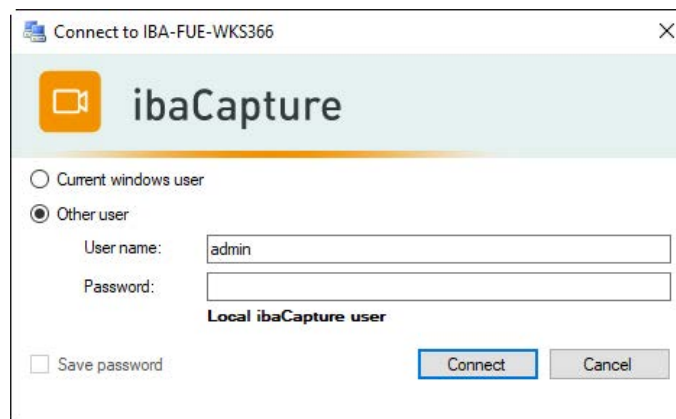 Connect to IBA-FUE-WKS366
ibaCapture
Current windows user
Other user
User name: admin
Password:
Local ibaCapture user
Save password Connect Cancel